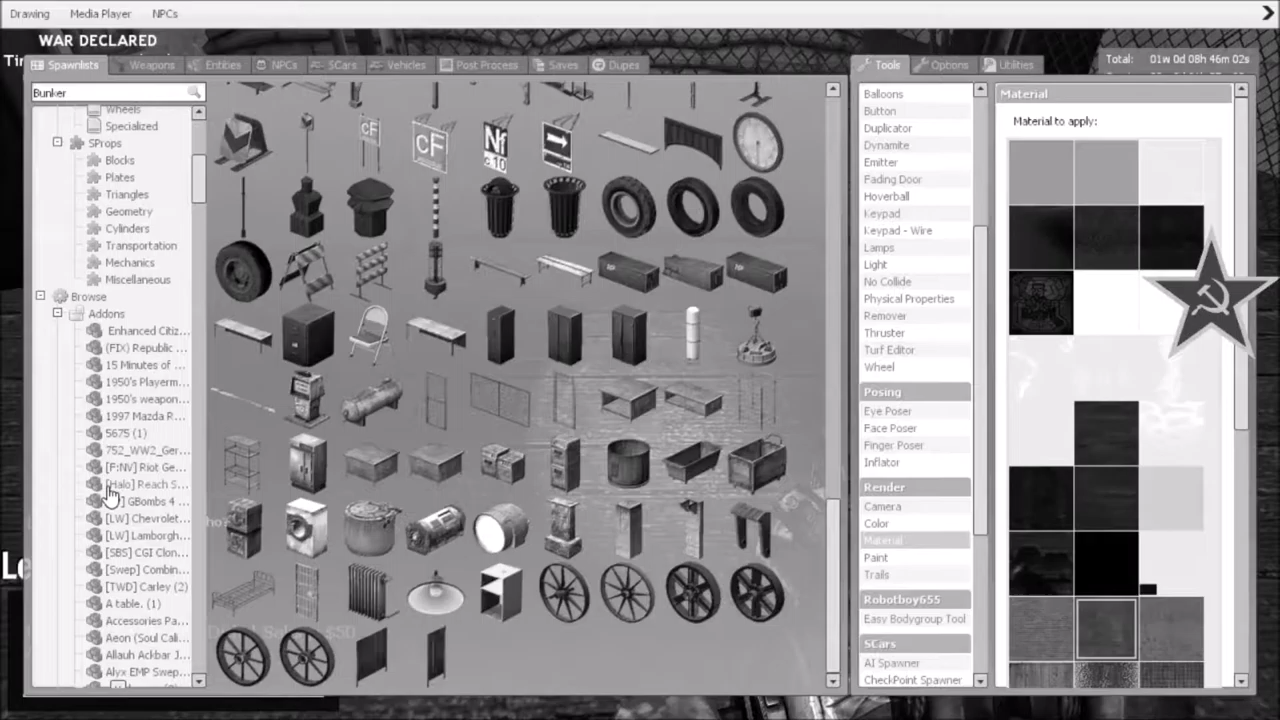 Drawing Media Player NPCs
WAR DECLARED
Total: 01w 0d 08h 46m 02s
Spawnlists Weapons Entities NPCs SCars Vehicles Post Process Saves Dupes
Tools Options Utilities
Bunker
Wheels
Specialized
SProps
Blocks
Plates
Triangles
Geometry
Cylinders
Transportation
Mechanics
Miscellaneous
Browse
Addons
Enhanced Citiz...
(FIX) Republic ...
15 Minutes of ...
1950's Playerm...
1950's weapon...
1997 Mazda R...
5675 (1)
752_WW2_Ger...
[F:NV] Riot Ge...
[Halo] Reach S...
GBombs 4 ...
[LW] Chevrolet...
[LW] Lamborgh...
[SBS] CGI Clon...
[Swep] Combin...
[TWD] Carley (2)
A table. (1)
Accessories Pa...
Aeon (Soul Cali...
Allauh Ackbar J...
Alyx EMP Swep...
cF
cF
Nf
c 10
Balloons
Button
Duplicator
Dynamite
Emitter
Fading Door
Hoverball
Keypad
Keypad - Wire
Lamps
Light
No Collide
Physical Properties
Remover
Thruster
Turf Editor
Wheel
Posing
Eye Poser
Face Poser
Finger Poser
Inflator
Render
Camera
Color
Material
Paint
Trails
Robotboy655
Easy Bodygroup Tool
SCars
AI Spawner
CheckPoint Spawner
Material
Material to apply: